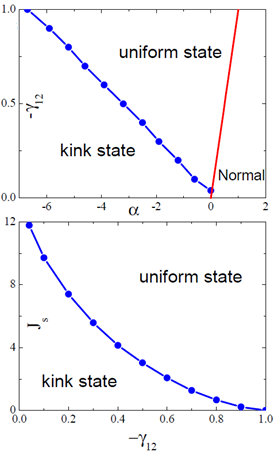 1.0
uniform state
-γ12
0.5
kink state
Normal
0.0
-6 -4 -2 0 2
α
12
uniform state
8
Js
4
kink state
0
0.0 0.2 0.4 0.6 0.8 1.0
−γ12